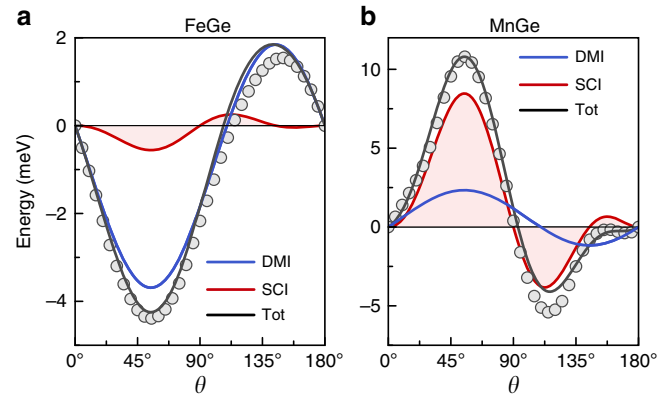 a
FeGe
2
0
−2
−4
Energy (meV)
DMI
SCI
Tot
0° 45° 90° 135° 180°
θ
b
MnGe
10
5
0
−5
DMI
SCI
Tot
0° 45° 90° 135° 180°
θ